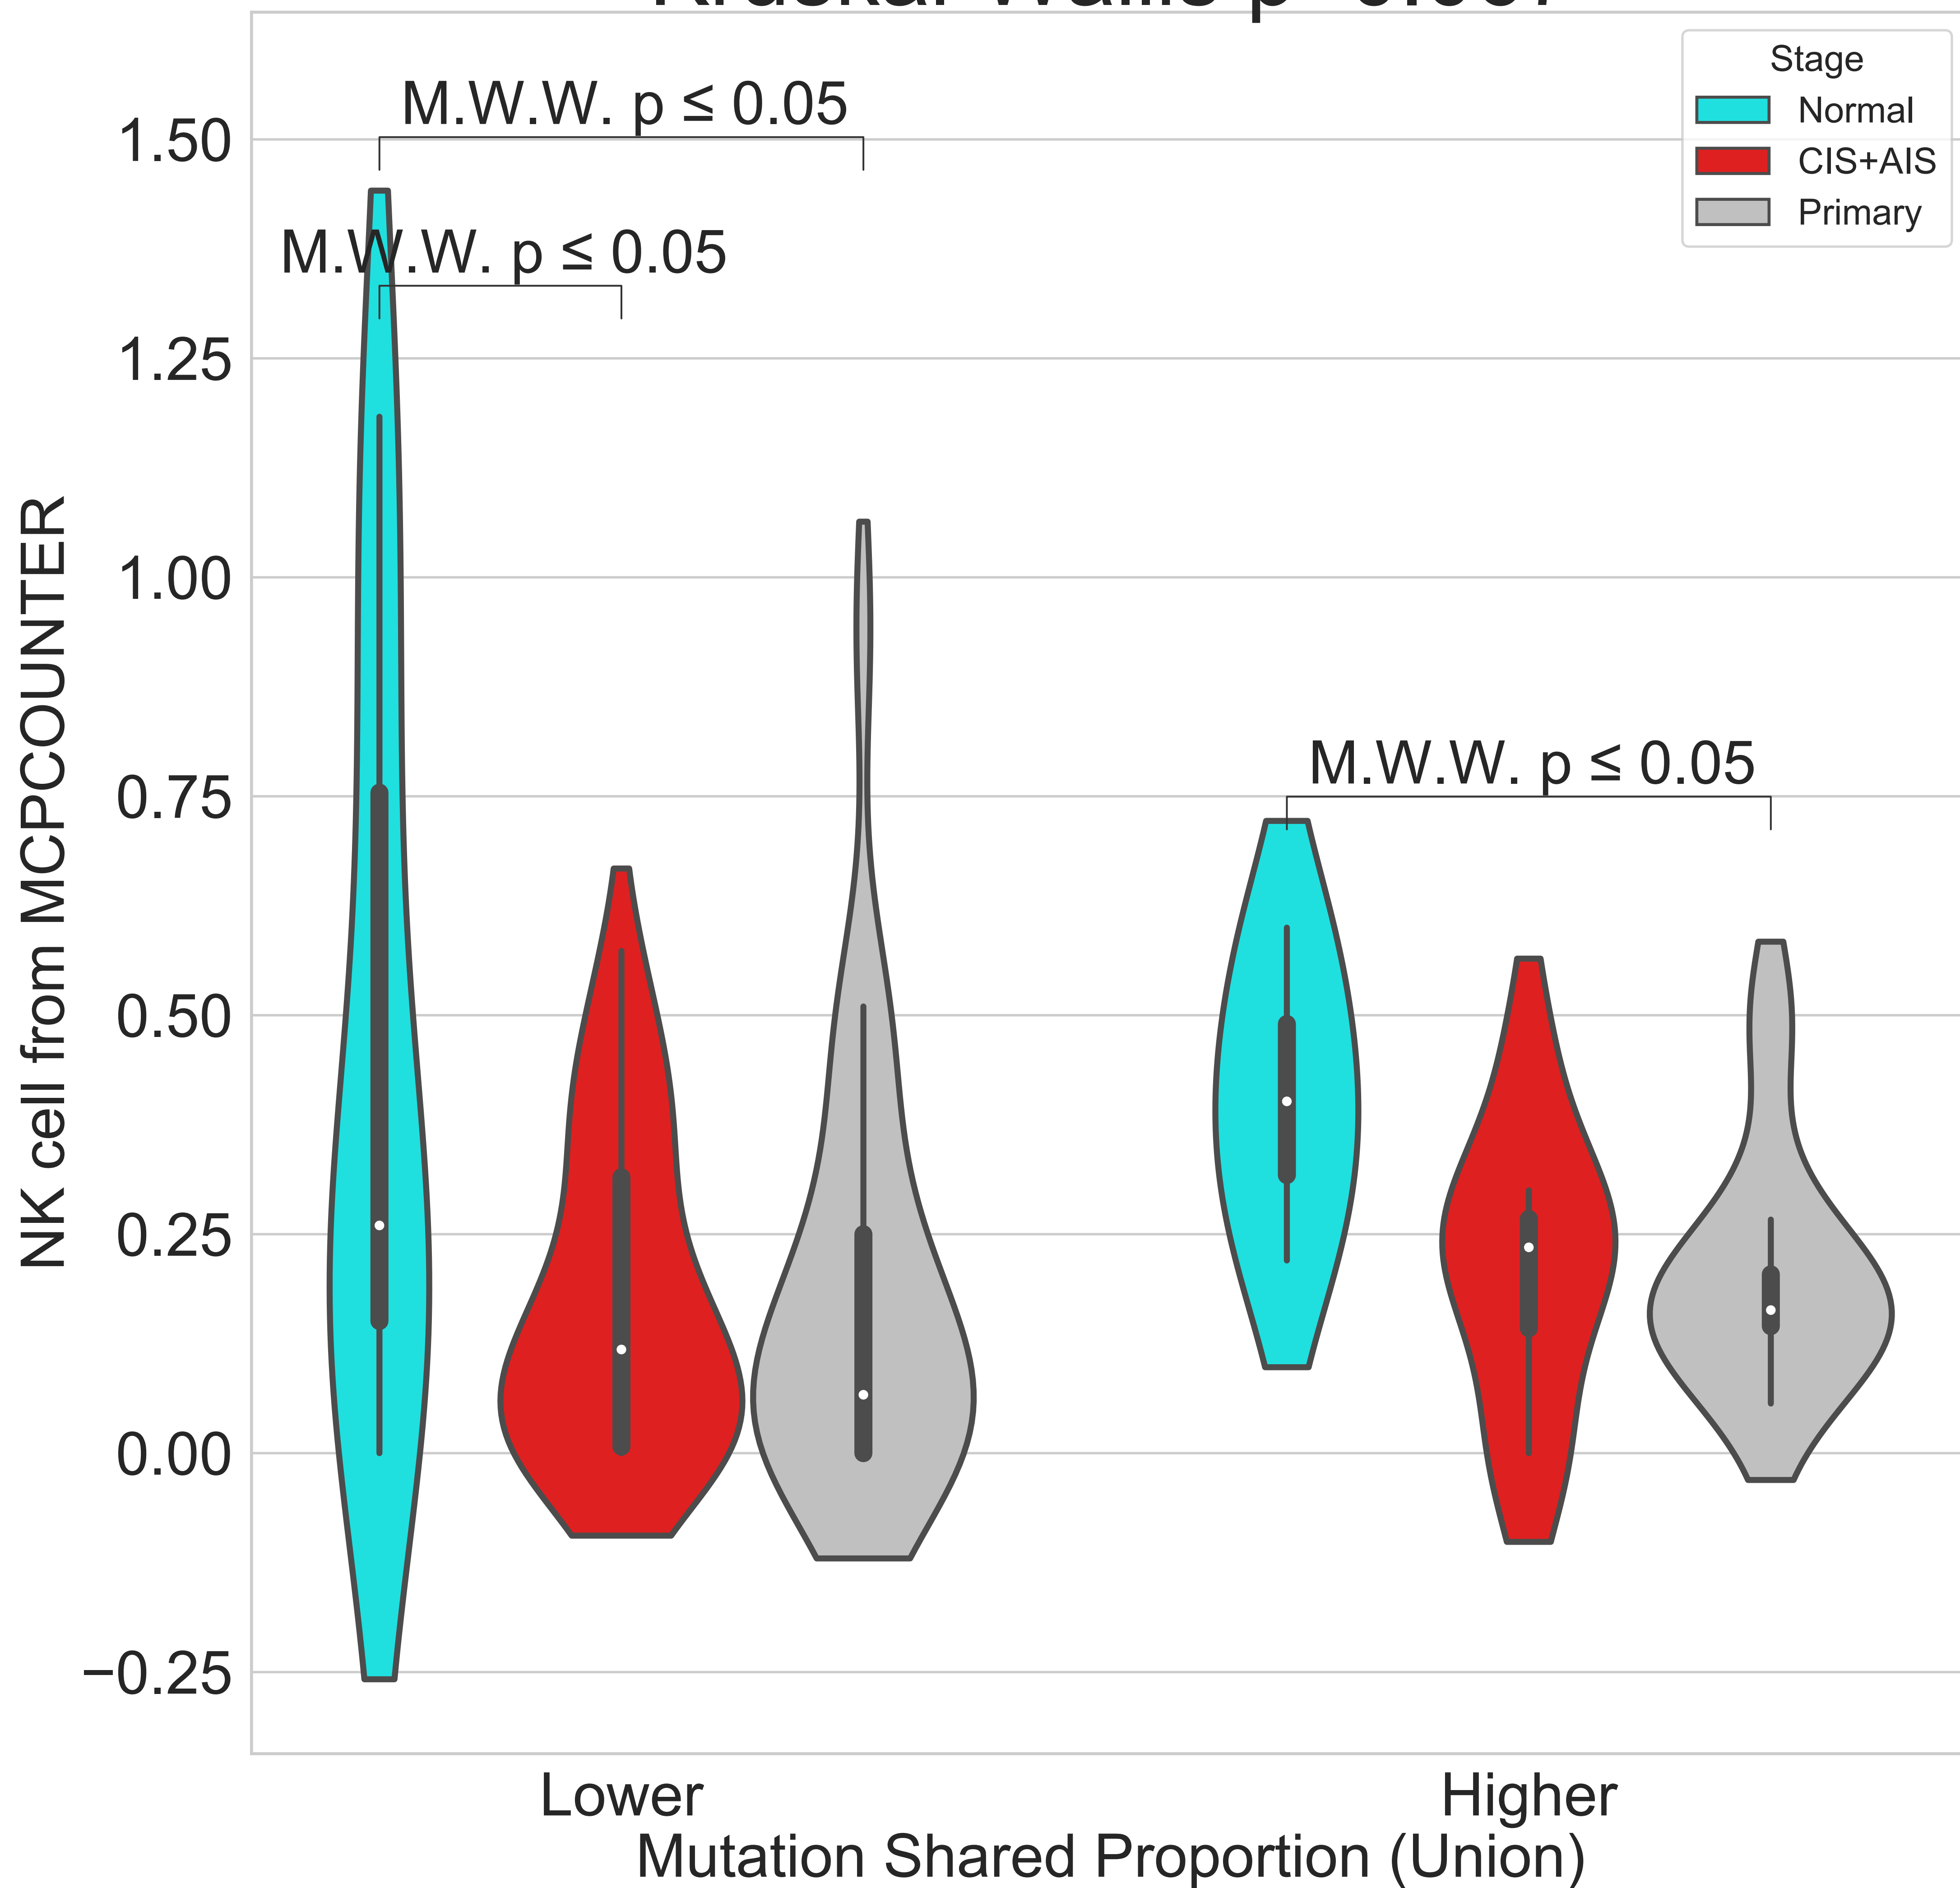 Stage
Normal
CIS+AIS
Primary
M.W.W. p ≤ 0.05
M.W.W. p ≤ 0.05
M.W.W. p ≤ 0.05
1.50
1.25
1.00
0.75
0.50
0.25
0.00
−0.25
NK cell from MCPCOUNTER
Lower
Higher
Mutation Shared Proportion (Union)